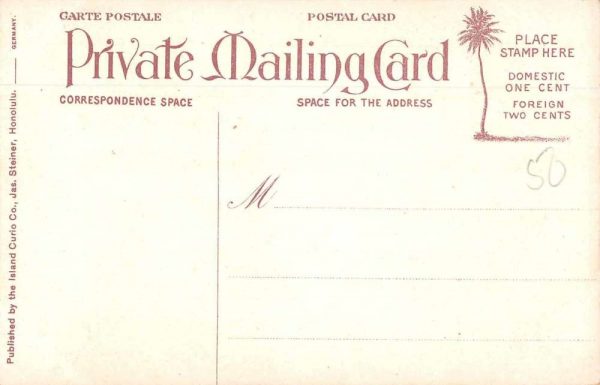 CARTE POSTALE
POSTAL CARD
Private Mailing Card
CORRESPONDENCE SPACE
SPACE FOR THE ADDRESS
PLACE
STAMP HERE
DOMESTIC
ONE CENT
FOREIGN
TWO CENTS
50
M
Published by the Island Curio Co., Jas. Steiner, Honolulu. — GERMANY.